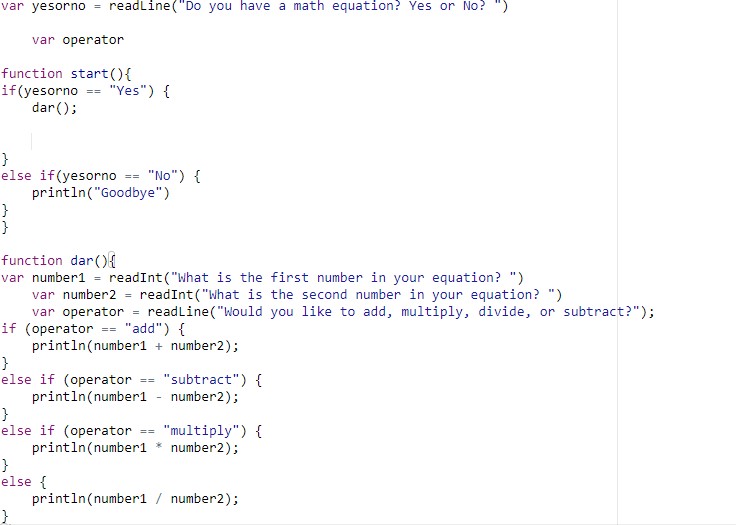 var yesorno = readLine("Do you have a math equation? Yes or No? ")
var operator
function start(){
if(yesorno == "Yes") {
dar();
}
else if(yesorno == "No") {
println("Goodbye")
}
}
function dar(){
var number1 = readInt("What is the first number in your equation? ")
var number2 = readInt("What is the second number in your equation? ")
var operator = readLine("Would you like to add, multiply, divide, or subtract?");
if (operator == "add") {
println(number1 + number2);
}
else if (operator == "subtract") {
println(number1 - number2);
}
else if (operator == "multiply") {
println(number1 * number2);
}
else {
println(number1 / number2);
}